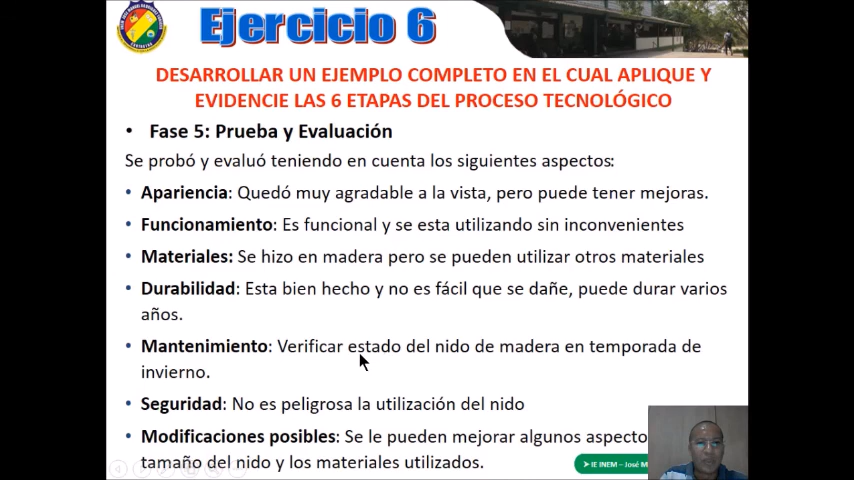 Ejercicio 6
DESARROLLAR UN EJEMPLO COMPLETO EN EL CUAL APLIQUE Y
EVIDENCIE LAS 6 ETAPAS DEL PROCESO TECNOLÓGICO
• Fase 5: Prueba y Evaluación
Se probó y evaluó teniendo en cuenta los siguientes aspectos:
• Apariencia: Quedó muy agradable a la vista, pero puede tener mejoras.
• Funcionamiento: Es funcional y se esta utilizando sin inconvenientes
• Materiales: Se hizo en madera pero se pueden utilizar otros materiales
• Durabilidad: Esta bien hecho y no es fácil que se dañe, puede durar varios
años.
• Mantenimiento: Verificar estado del nido de madera en temporada de
invierno.
• Seguridad: No es peligrosa la utilización del nido
• Modificaciones posibles: Se le pueden mejorar algunos aspecto
tamaño del nido y los materiales utilizados.
➤ IE INEM – José M